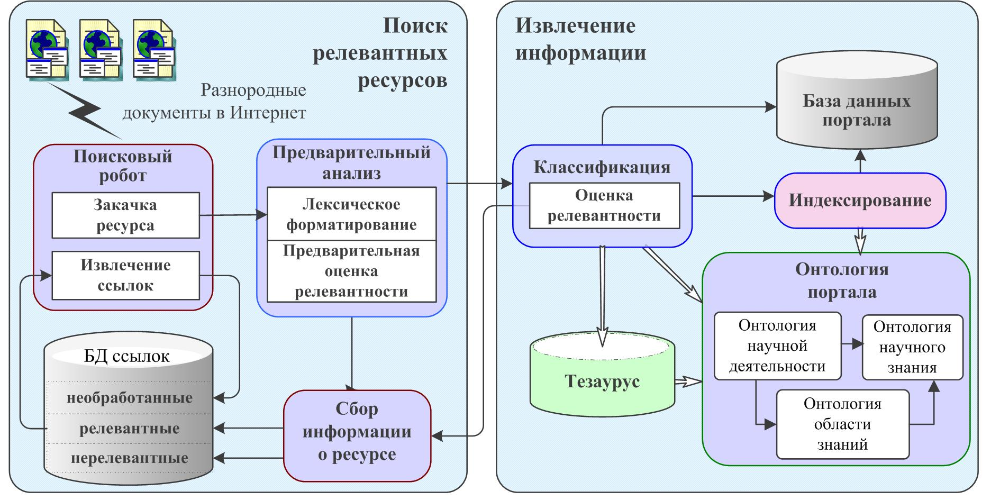 Поиск
релевантных
ресурсов
Разнородные
документы в Интернет
Поисковый
робот
Закачка
ресурса
Извлечение
ссылок
Предварительный
анализ
Лексическое
форматирование
Предварительная
оценка
релевантности
БД ссылок
необработанные
релевантные
нерелевантные
Сбор
информации
о ресурсе
Извлечение
информации
База данных
портала
Классификация
Оценка
релевантности
Индексирование
Тезаурус
Онтология
портала
Онтология
научной
деятельности
Онтология
научного
знания
Онтология
области
знаний